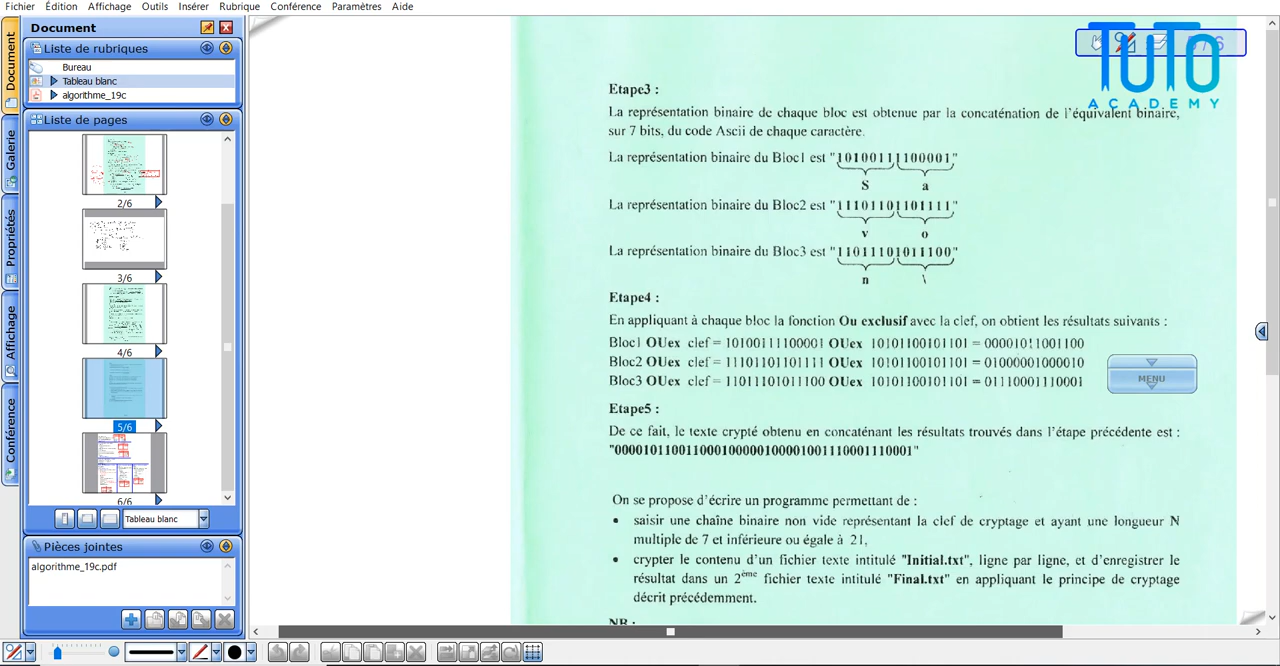 Fichier Édition Affichage Outils Insérer Rubrique Conférence Paramètres Aide
Document
Liste de rubriques
Bureau
Tableau blanc
algorithme_19c
Liste de pages
2/6
3/6
4/6
5/6
6/6
Tableau blanc
Pièces jointes
algorithme_19c.pdf
Document
Galerie
Propriétés
Affichage
Conférence
TUTO
ACADEMY
Etape3 :
La représentation binaire de chaque bloc est obtenue par la concaténation de l'équivalent binaire,
sur 7 bits, du code Ascii de chaque caractère.
La représentation binaire du Bloc1 est "10100111100001"
S a
La représentation binaire du Bloc2 est "11101101101111"
v o
La représentation binaire du Bloc3 est "11011101011100"
n \
Etape4 :
En appliquant à chaque bloc la fonction Ou exclusif avec la clef, on obtient les résultats suivants :
Bloc1 OUex clef = 10100111100001 OUex 10101100101101 = 00001011001100
Bloc2 OUex clef = 11101101101111 OUex 10101100101101 = 01000001000010
Bloc3 OUex clef = 11011101011100 OUex 10101100101101 = 01110001110001
MENU
Etape5 :
De ce fait, le texte crypté obtenu en concaténant les résultats trouvés dans l'étape précédente est :
"000010110011000100000100001001110001110001"
On se propose d'écrire un programme permettant de :
• saisir une chaîne binaire non vide représentant la clef de cryptage et ayant une longueur N
multiple de 7 et inférieure ou égale à 21,
• crypter le contenu d'un fichier texte intitulé "Initial.txt", ligne par ligne, et d'enregistrer le
résultat dans un 2ème fichier texte intitulé "Final.txt" en appliquant le principe de cryptage
décrit précédemment.
NB :